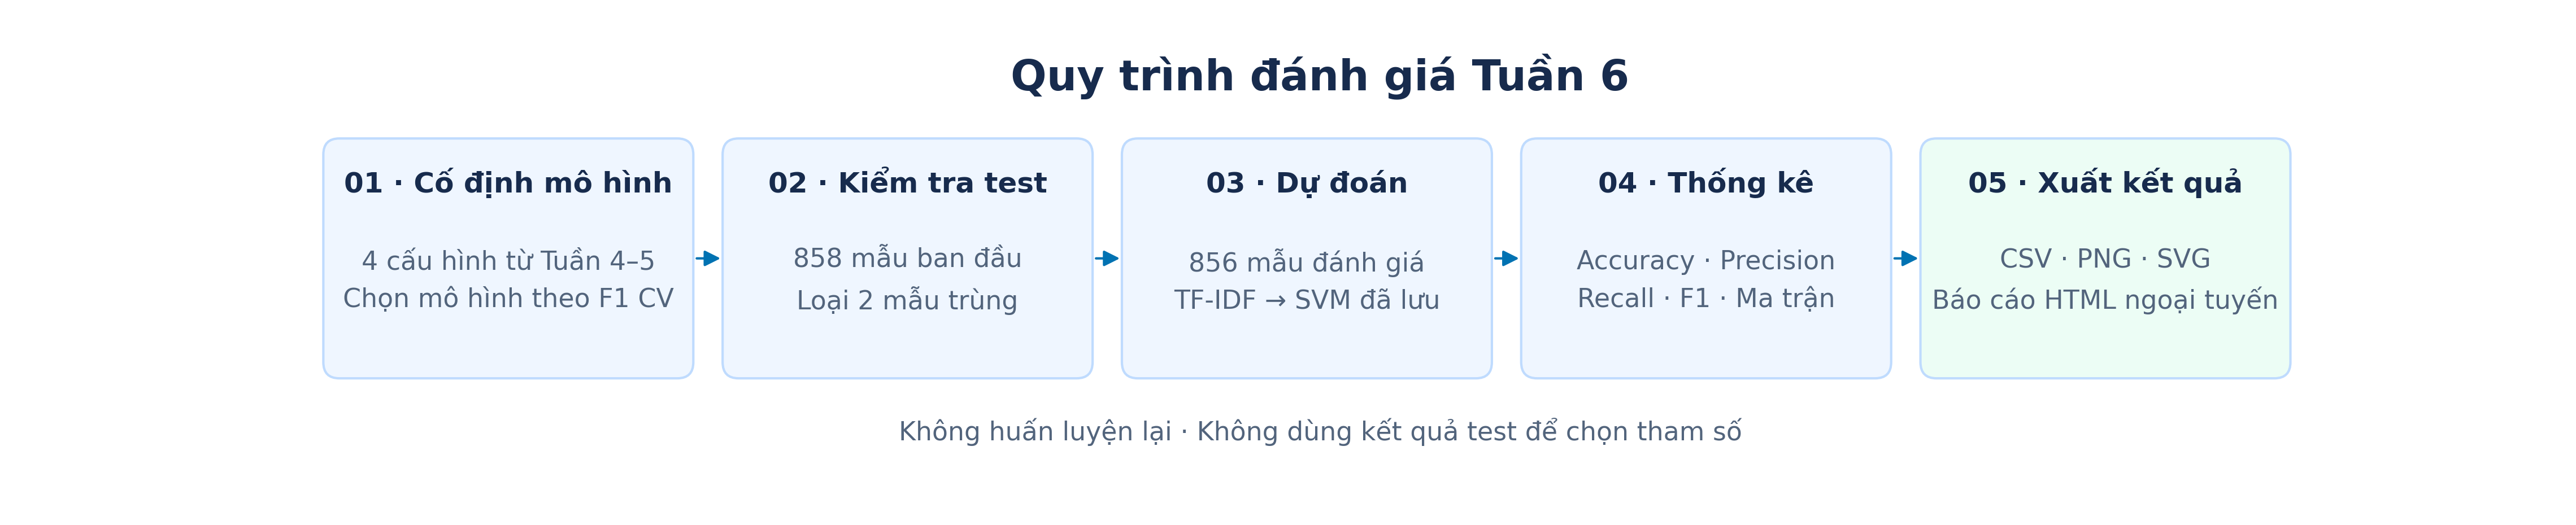 Quy trình đánh giá Tuần 6
01 · Cố định mô hình
4 cấu hình từ Tuần 4–5
Chọn mô hình theo F1 CV
02 · Kiểm tra test
858 mẫu ban đầu
Loại 2 mẫu trùng
03 · Dự đoán
856 mẫu đánh giá
TF-IDF → SVM đã lưu
04 · Thống kê
Accuracy · Precision
Recall · F1 · Ma trận
05 · Xuất kết quả
CSV · PNG · SVG
Báo cáo HTML ngoại tuyến
Không huấn luyện lại · Không dùng kết quả test để chọn tham số